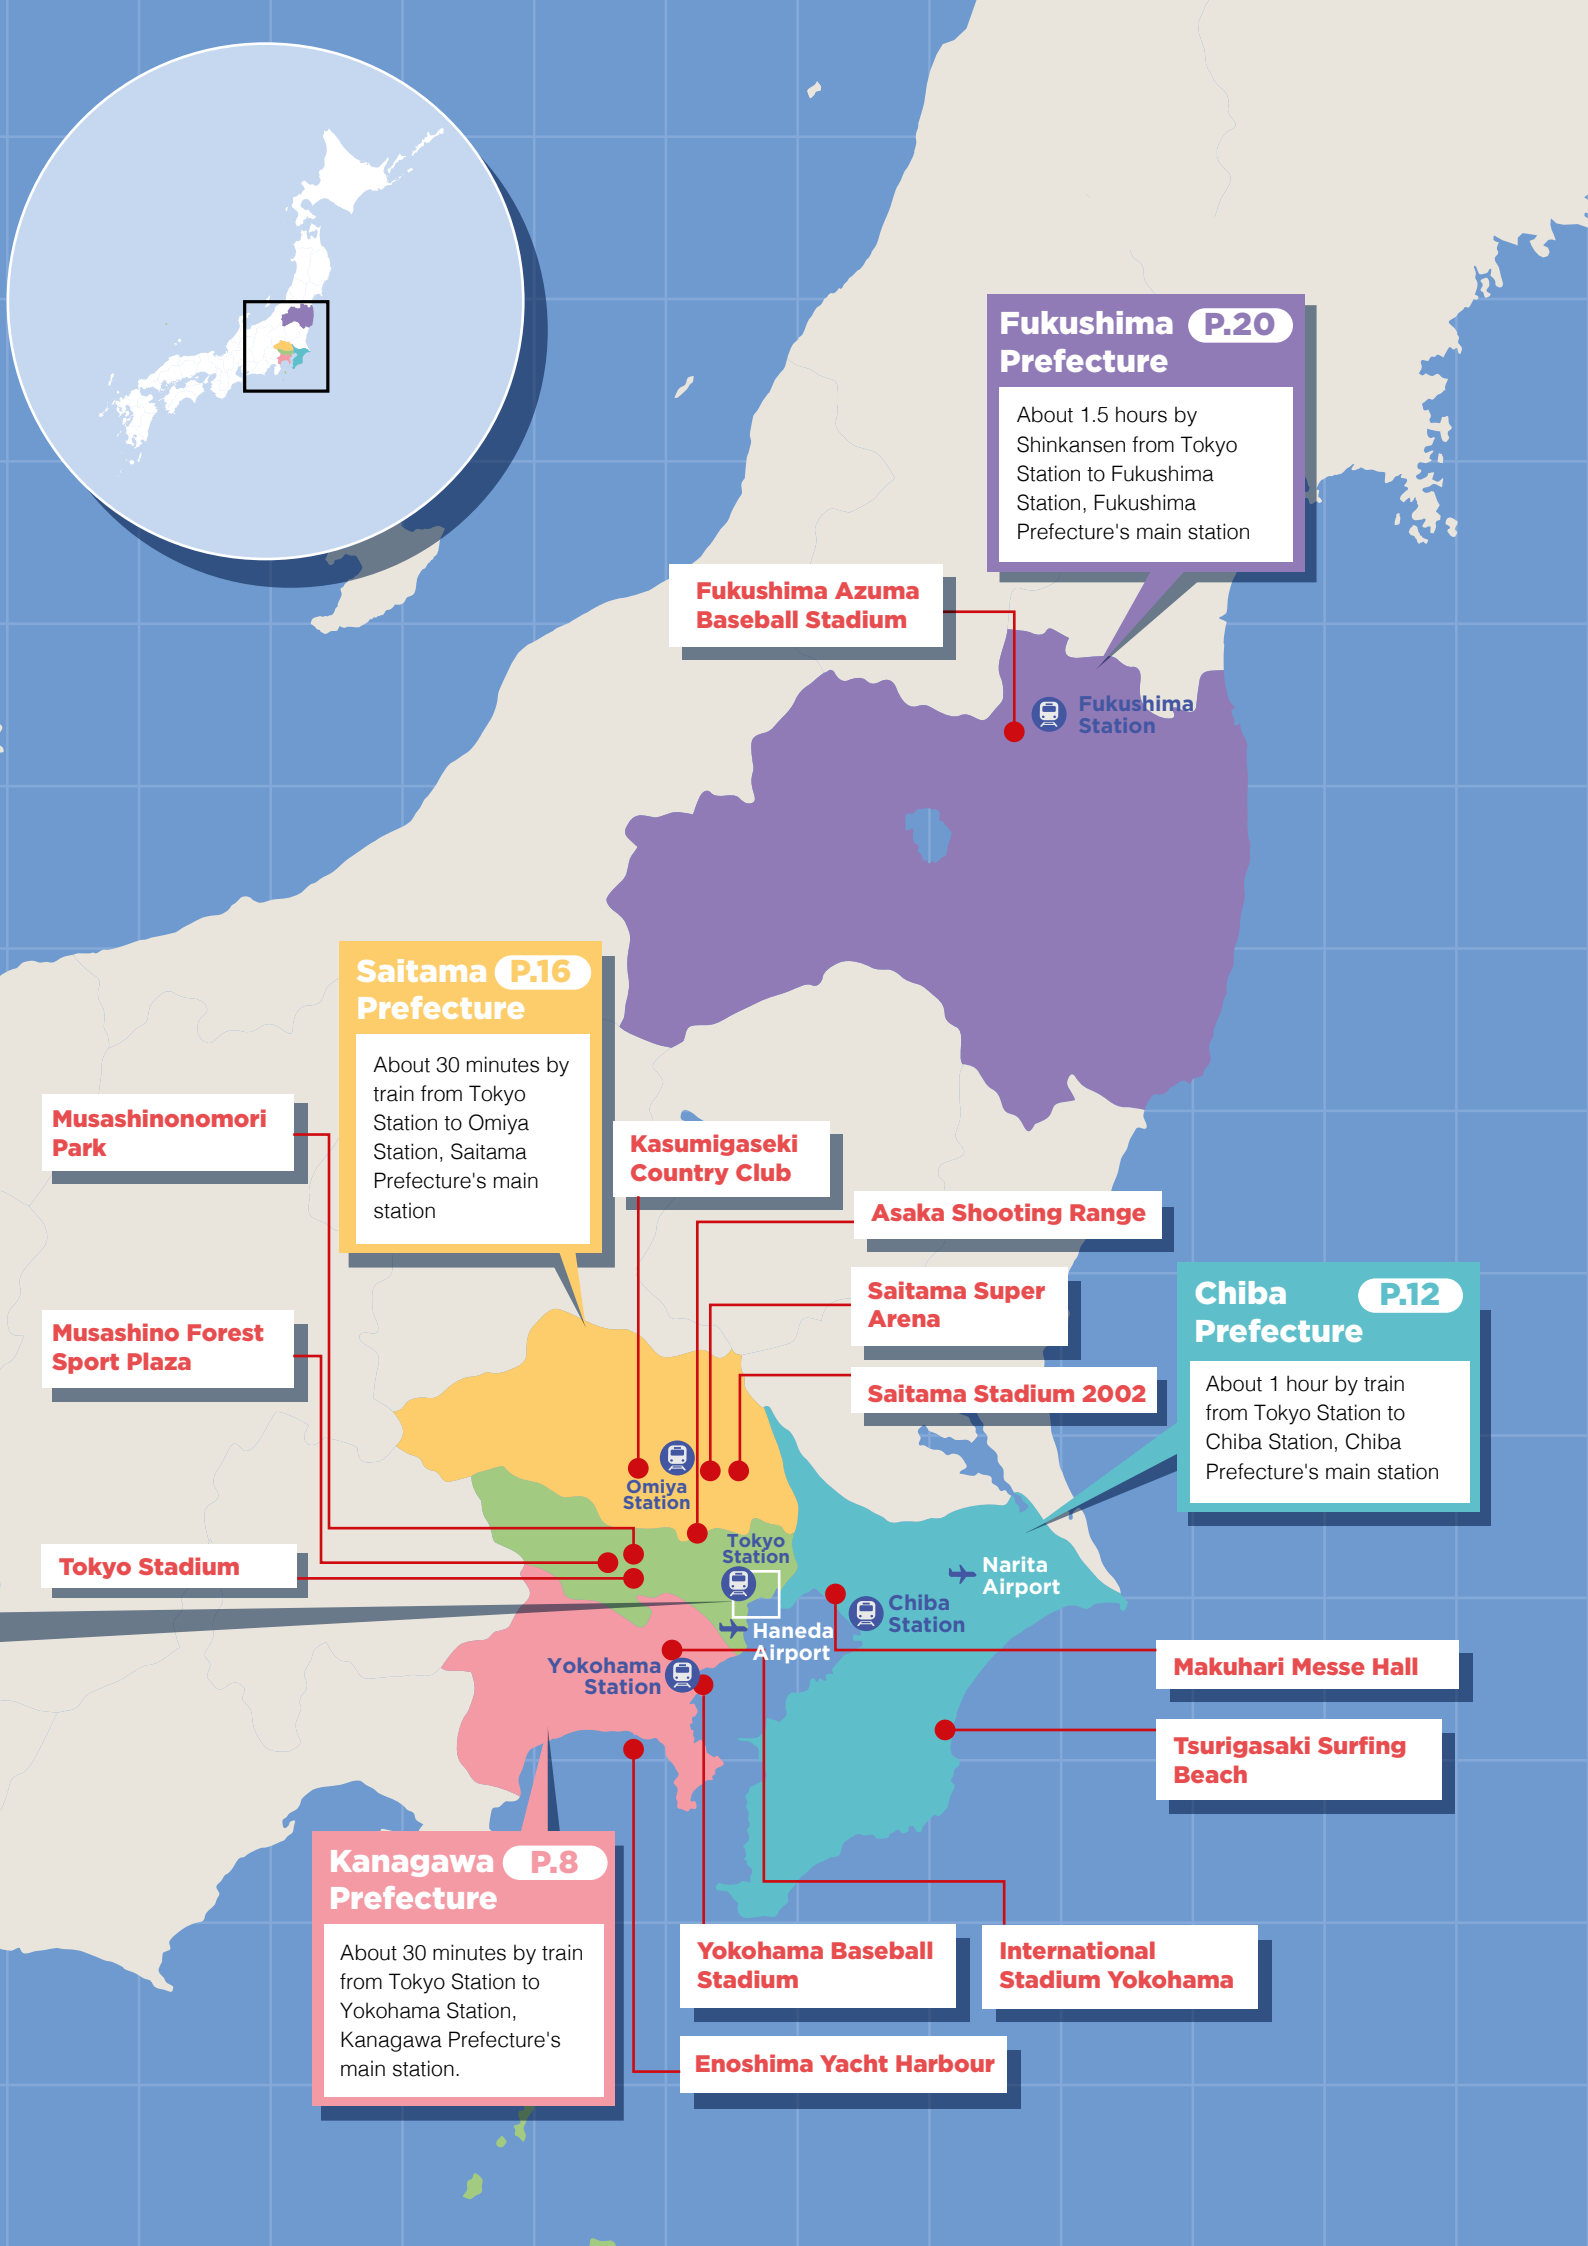 Fukushima P.20
Prefecture
About 1.5 hours by
Shinkansen from Tokyo
Station to Fukushima
Station, Fukushima
Prefecture's main station
Fukushima Azuma
Baseball Stadium
Fukushima
Station
Saitama P.16
Prefecture
About 30 minutes by
train from Tokyo
Station to Omiya
Station, Saitama
Prefecture's main
station
Musashinonomori
Park
Kasumigaseki
Country Club
Asaka Shooting Range
Saitama Super
Arena
Chiba P.12
Prefecture
About 1 hour by train
from Tokyo Station to
Chiba Station, Chiba
Prefecture's main station
Musashino Forest
Sport Plaza
Saitama Stadium 2002
Omiya
Station
Tokyo
Station
Tokyo Stadium
Narita
Airport
Chiba
Station
Haneda
Airport
Yokohama
Station
Makuhari Messe Hall
Tsurigasaki Surfing
Beach
Kanagawa P.8
Prefecture
About 30 minutes by train
from Tokyo Station to
Yokohama Station,
Kanagawa Prefecture's
main station.
Yokohama Baseball
Stadium
International
Stadium Yokohama
Enoshima Yacht Harbour